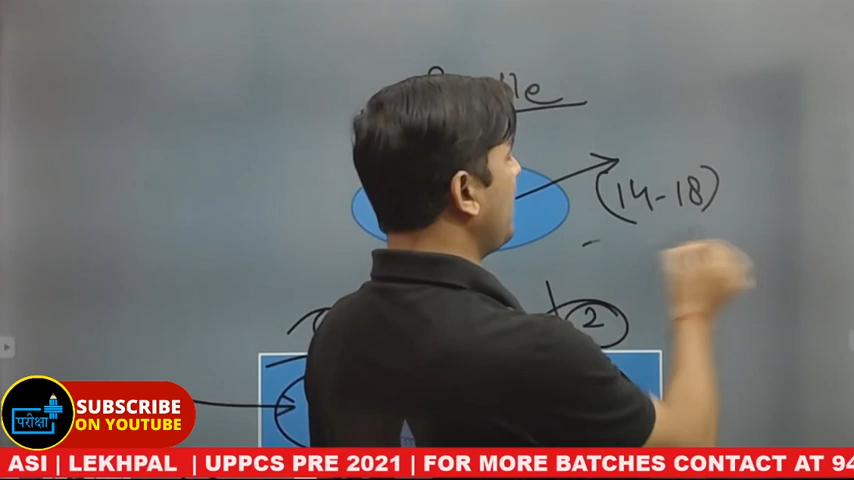 (14-18)
2
परीक्षा
SUBSCRIBE
ON YOUTUBE
ASI | LEKHPAL | UPPCS PRE 2021 | FOR MORE BATCHES CONTACT AT 94